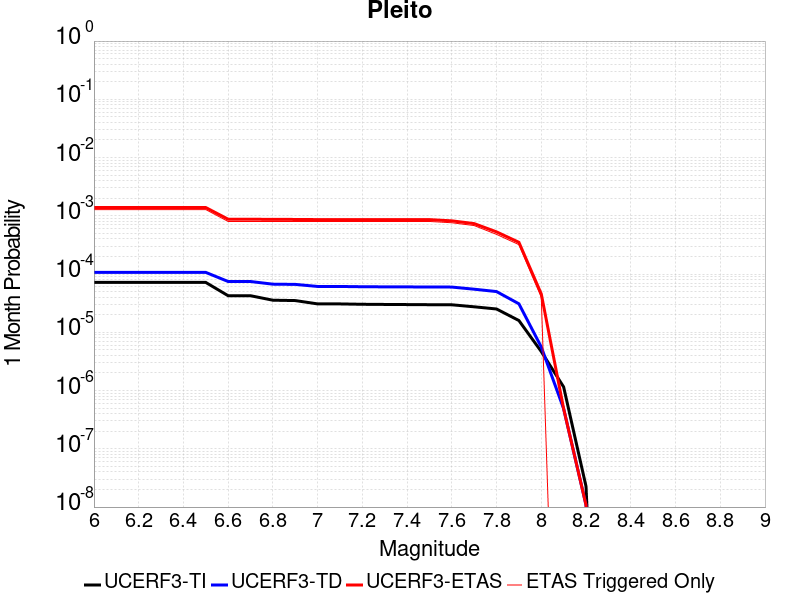 Pleito
10^0
10^-1
10^-2
10^-3
10^-4
10^-5
10^-6
10^-7
10^-8
1 Month Probability
6 6.2 6.4 6.6 6.8 7 7.2 7.4 7.6 7.8 8 8.2 8.4 8.6 8.8 9
Magnitude
UCERF3-TI UCERF3-TD UCERF3-ETAS ETAS Triggered Only